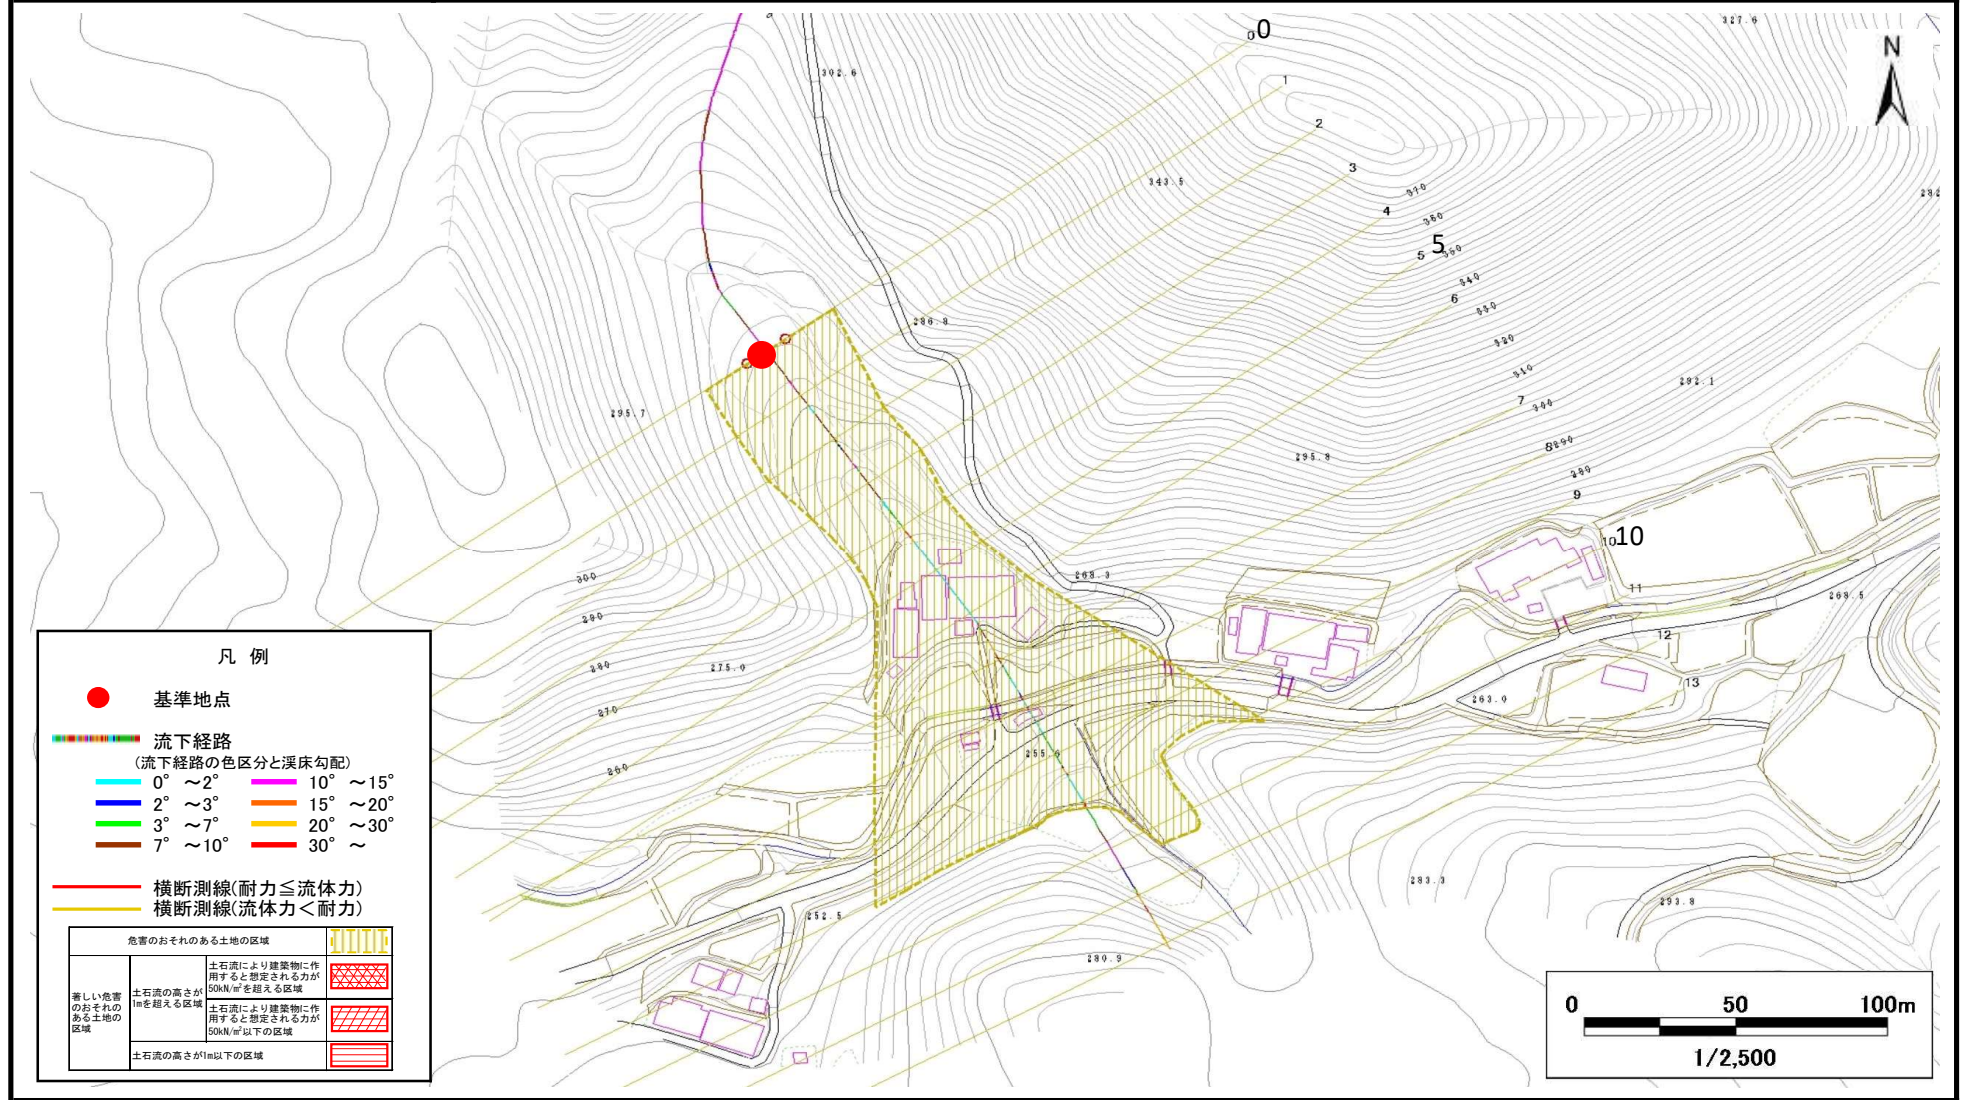 0
0
327.6
N
302.6
1
2
3
343.5
370
282
4
360
5
5
350
340
6
330
286.8
320
310
292.1
7
300
295.7
8
290
295.8
280
9
10
10
300
268.3
11
268.5
290
12
280
275.0
13
270
263.0
255.6
260
283.3
293.8
252.5
280.9
凡 例
基準地点
流下経路
(流下経路の色区分と渓床勾配)
0° ～2° 10° ～15°
2° ～3° 15° ～20°
3° ～7° 20° ～30°
7° ～10° 30° ～
横断測線(耐力≦流体力)
横断測線(流体力＜耐力)
危害のおそれのある土地の区域
著しい危害
のおそれの
ある土地の
区域
土石流の高さが
1mを超える区域
土石流により建築物に作
用すると想定される力が
50kN/㎡を超える区域
土石流により建築物に作
用すると想定される力が
50kN/㎡以下の区域
土石流の高さが1m以下の区域
0 50 100m
1/2,500